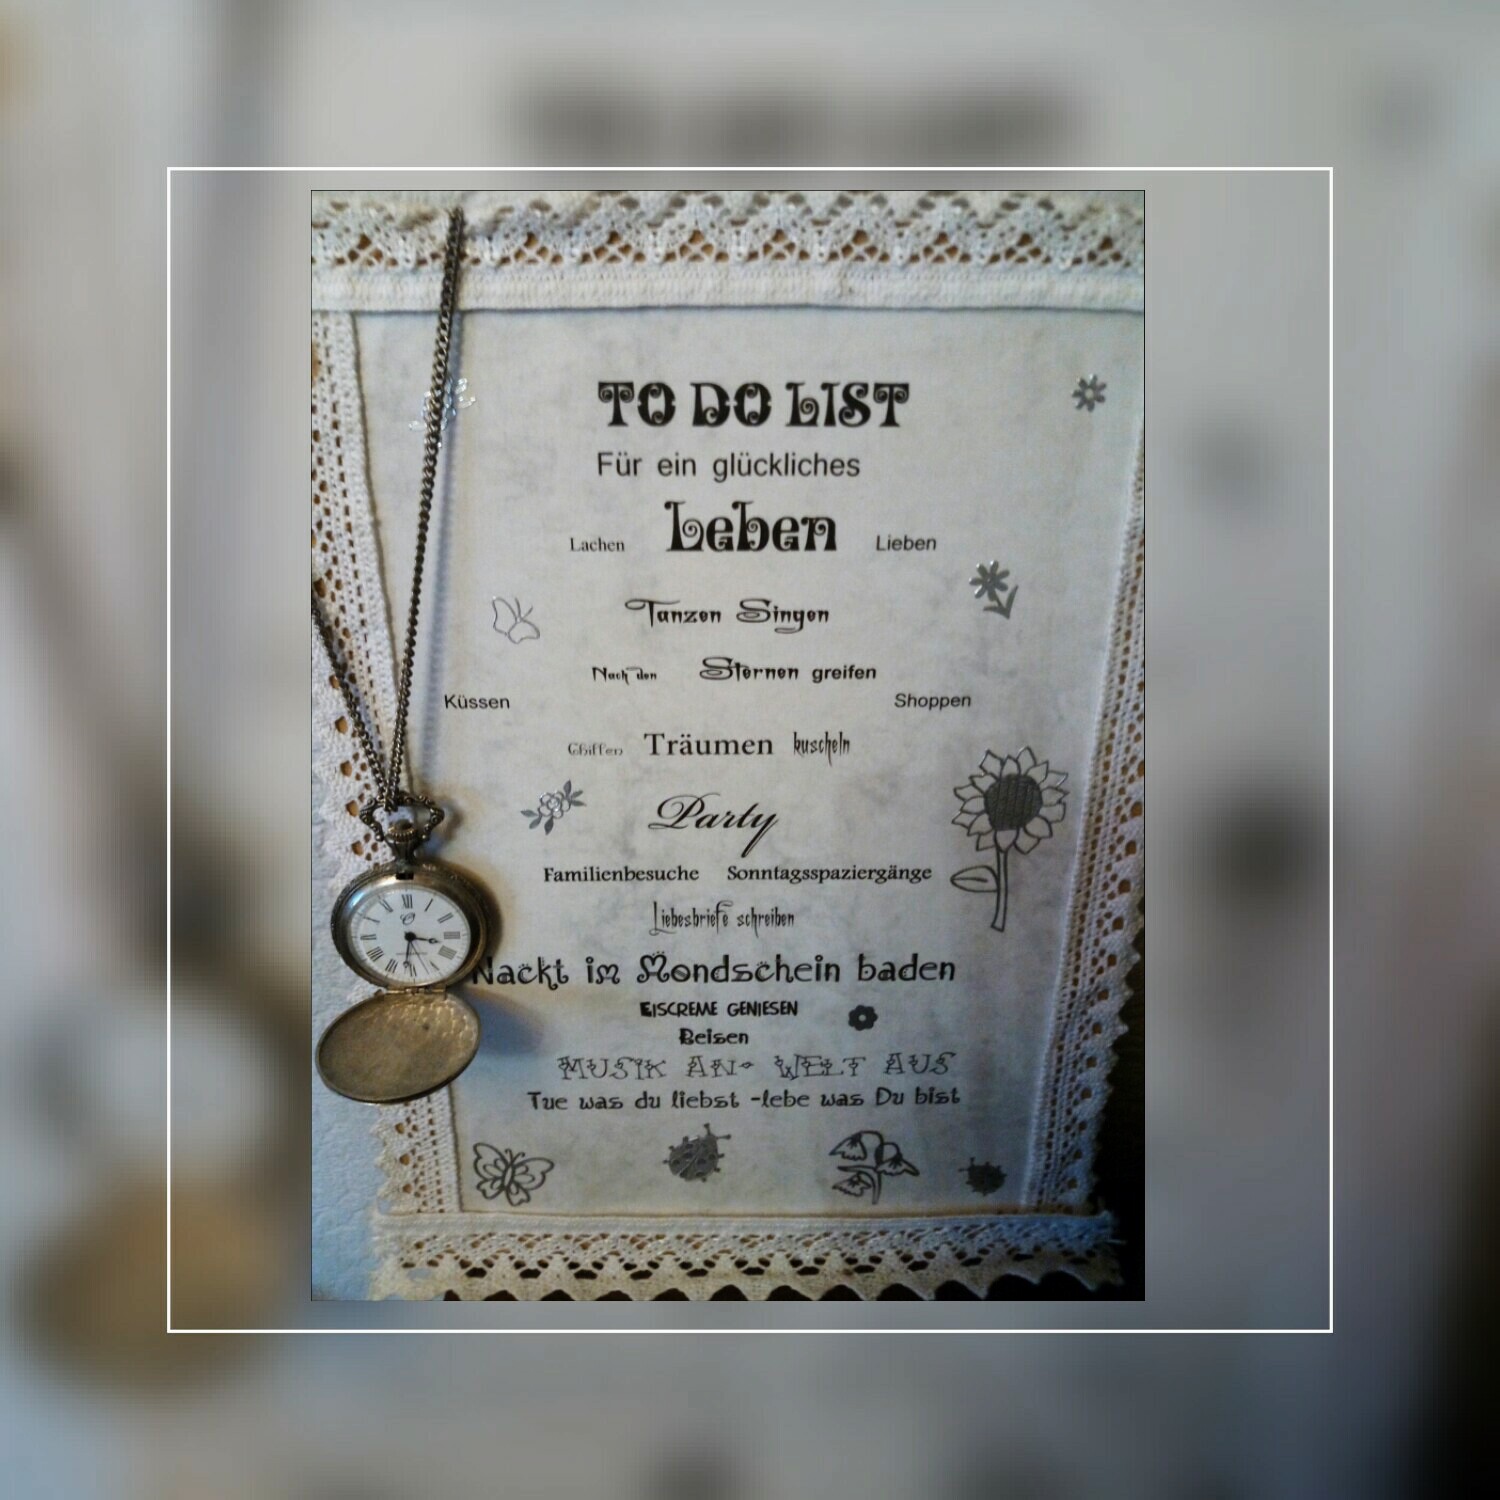 TO DO LIST
Für ein glückliches
Lachen Leben Lieben
Tanzen Singen
Nach den Sternen greifen
Küssen Shoppen
Träumen kuscheln
Party
Familienbesuche Sonntagsspaziergänge
Liebesbriefe schreiben
Nackt im Mondschein baden
EISCREME GENIESEN
Reisen
MUSIK AN- WELT AUS
Tue was du liebst -lebe was Du bist